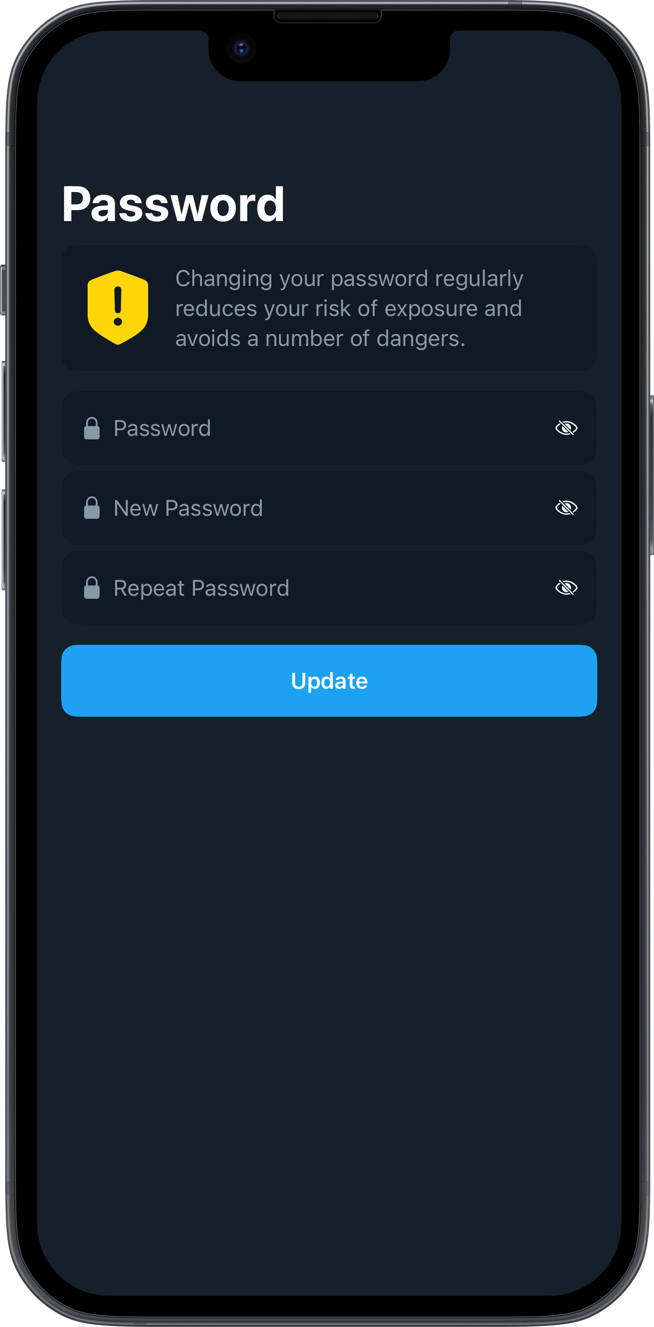 Password
Changing your password regularly
reduces your risk of exposure and
avoids a number of dangers.
Password
New Password
Repeat Password
Update